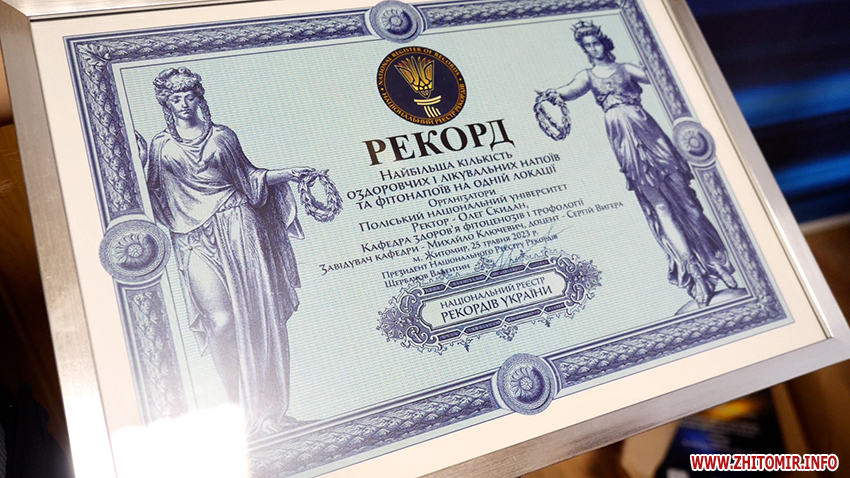 NATIONAL REGISTER OF RECORDS
НАЦІОНАЛЬНИЙ РЕЄСТР РЕКОРДІВ
РЕКОРД
Найбільша кількість
оздоровчих і лікувальних напоїв
та фітонапоїв на одній локації
Організатори
Поліський національний університет
Ректор - Олег Скидан,
Кафедра здоров'я фітоценозів і трофології
Завідувач кафедри - Михайло Ключевич, доцент - Сергій Вигера
м. Житомир, 25 травня 2023 р.
Президент Національного Реєстру Рекордів
Щербаков Валентин
НАЦІОНАЛЬНИЙ РЕЄСТР
РЕКОРДІВ УКРАЇНИ
WWW.ZHITOMIR.INFO